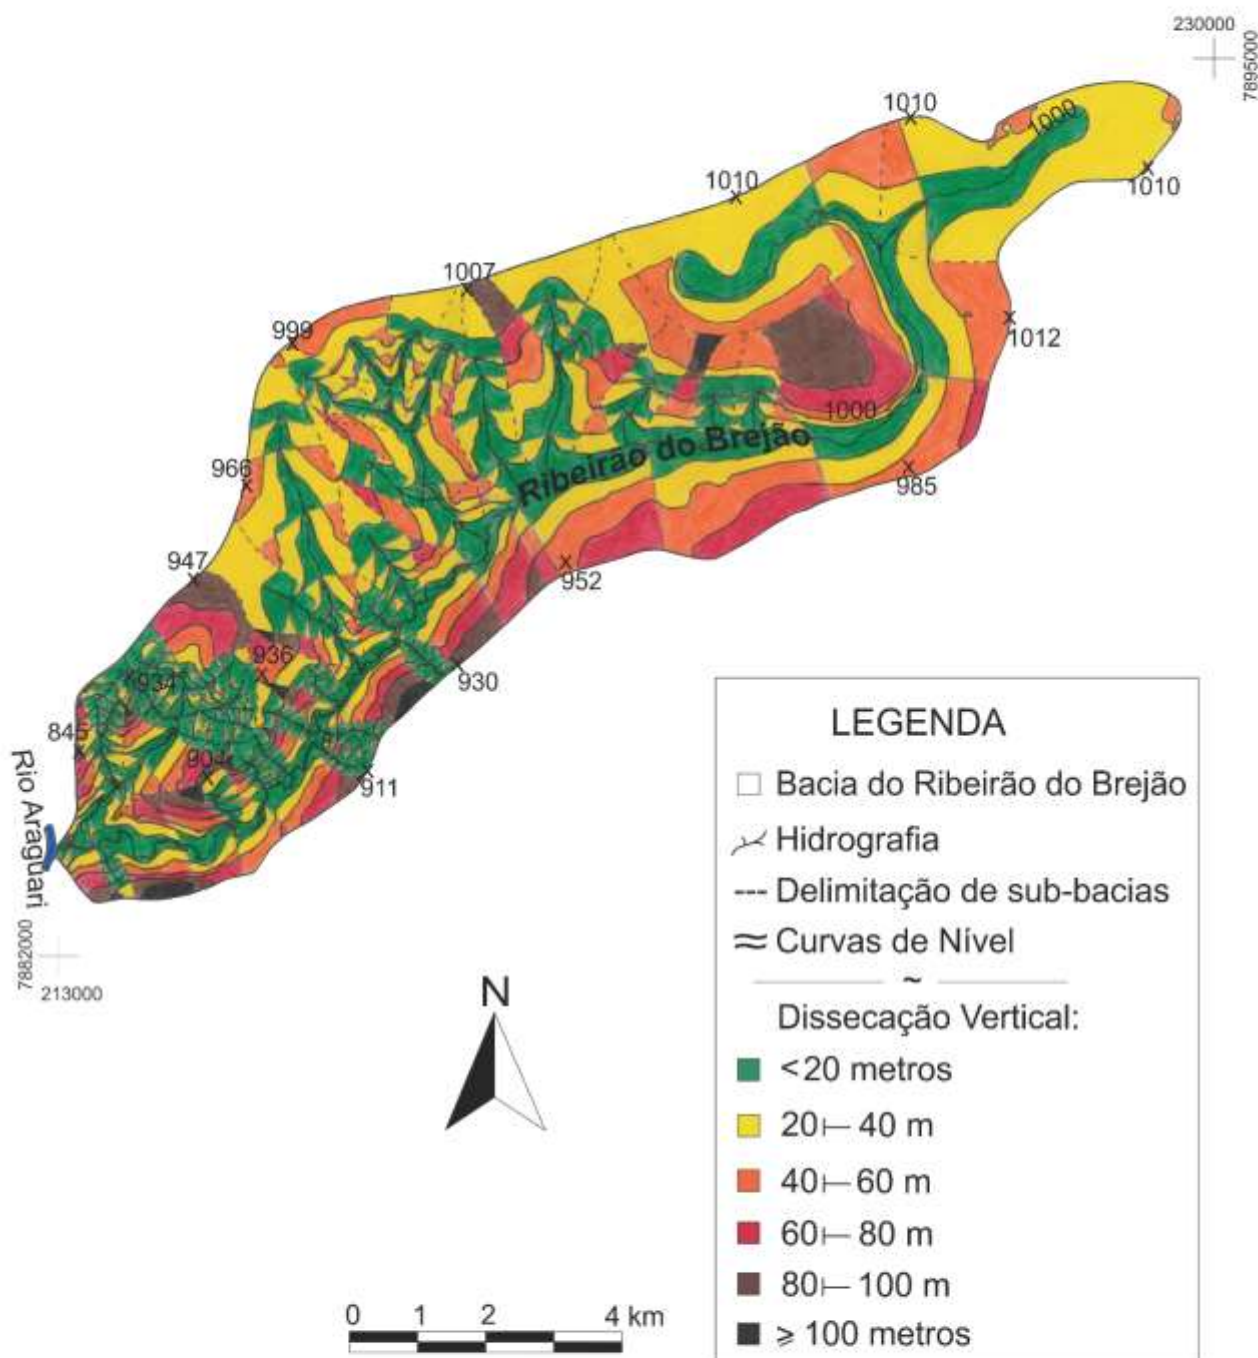 230000
7895000
1010
1000
1010
1010
1007
1012
999
1000
Ribeirão do Brejão
966
985
947
952
936
934
930
845
904
911
Rio Araguari
7882000
213000
N
0 1 2 4 km
LEGENDA
Bacia do Ribeirão do Brejão
Hidrografia
Delimitação de sub-bacias
Curvas de Nível
~
Dissecação Vertical:
<20 metros
20⊢ 40 m
40⊢ 60 m
60⊢ 80 m
80⊢ 100 m
⩾ 100 metros